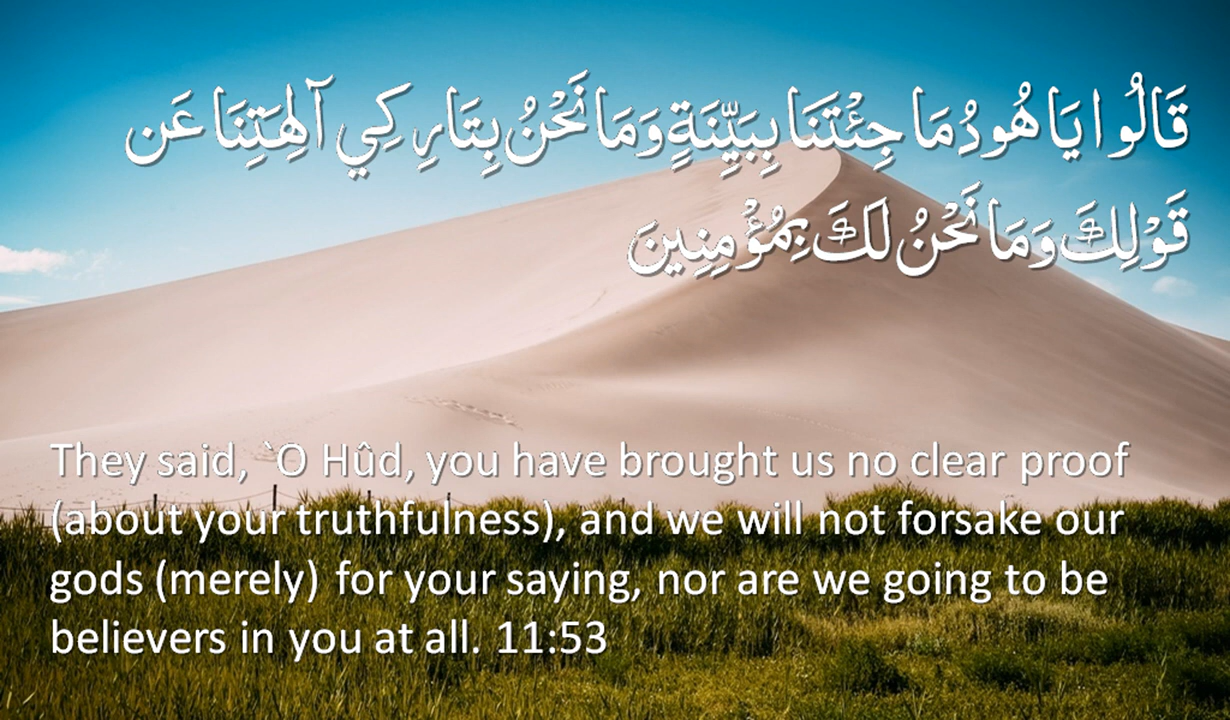 قَالُوا يَا هُودُ مَا جِئْتَنَا بِبَيِّنَةٍ وَمَا نَحْنُ بِتَارِكِي آلِهَتِنَا عَن
قَوْلِكَ وَمَا نَحْنُ لَكَ بِمُؤْمِنِينَ
They said, `O Hûd, you have brought us no clear proof
(about your truthfulness), and we will not forsake our
gods (merely) for your saying, nor are we going to be
believers in you at all. 11:53